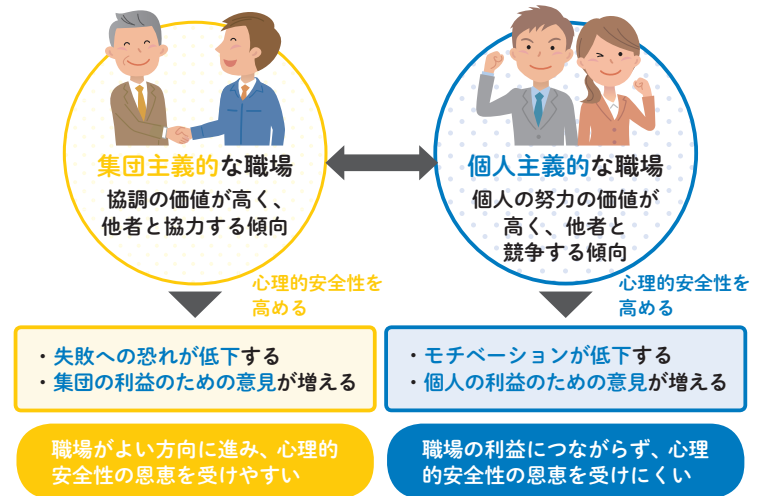 集団主義的な職場
協調の価値が高く、
他者と協力する傾向
心理的安全性を
高める
・失敗への恐れが低下する
・集団の利益のための意見が増える
職場がよい方向に進み、心理的
安全性の恩恵を受けやすい
個人主義的な職場
個人の努力の価値が
高く、他者と
競争する傾向
心理的安全性を
高める
・モチベーションが低下する
・個人の利益のための意見が増える
職場の利益につながらず、心理
的安全性の恩恵を受けにくい